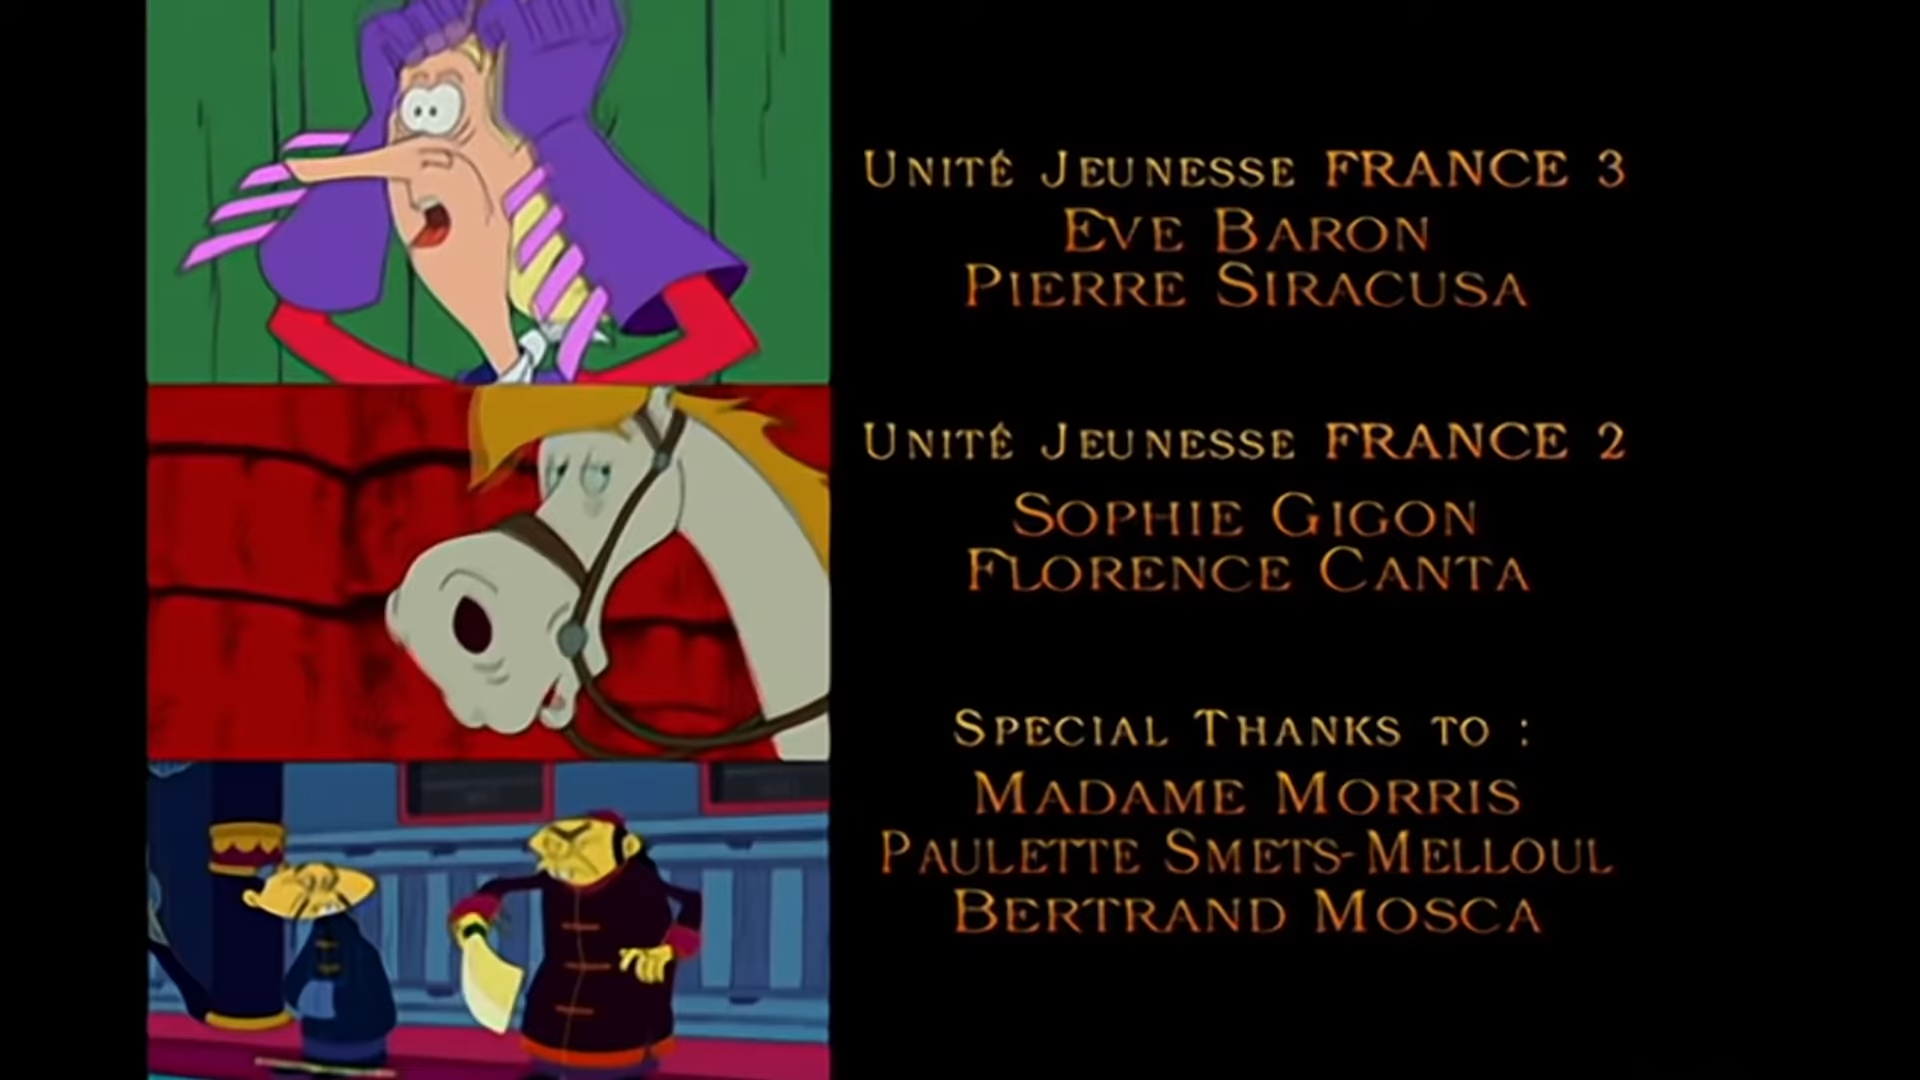 UNITÉ JEUNESSE FRANCE 3
EVE BARON
PIERRE SIRACUSA
UNITÉ JEUNESSE FRANCE 2
SOPHIE GIGON
FLORENCE CANTA
SPECIAL THANKS TO :
MADAME MORRIS
PAULETTE SMETS-MELLOUL
BERTRAND MOSCA